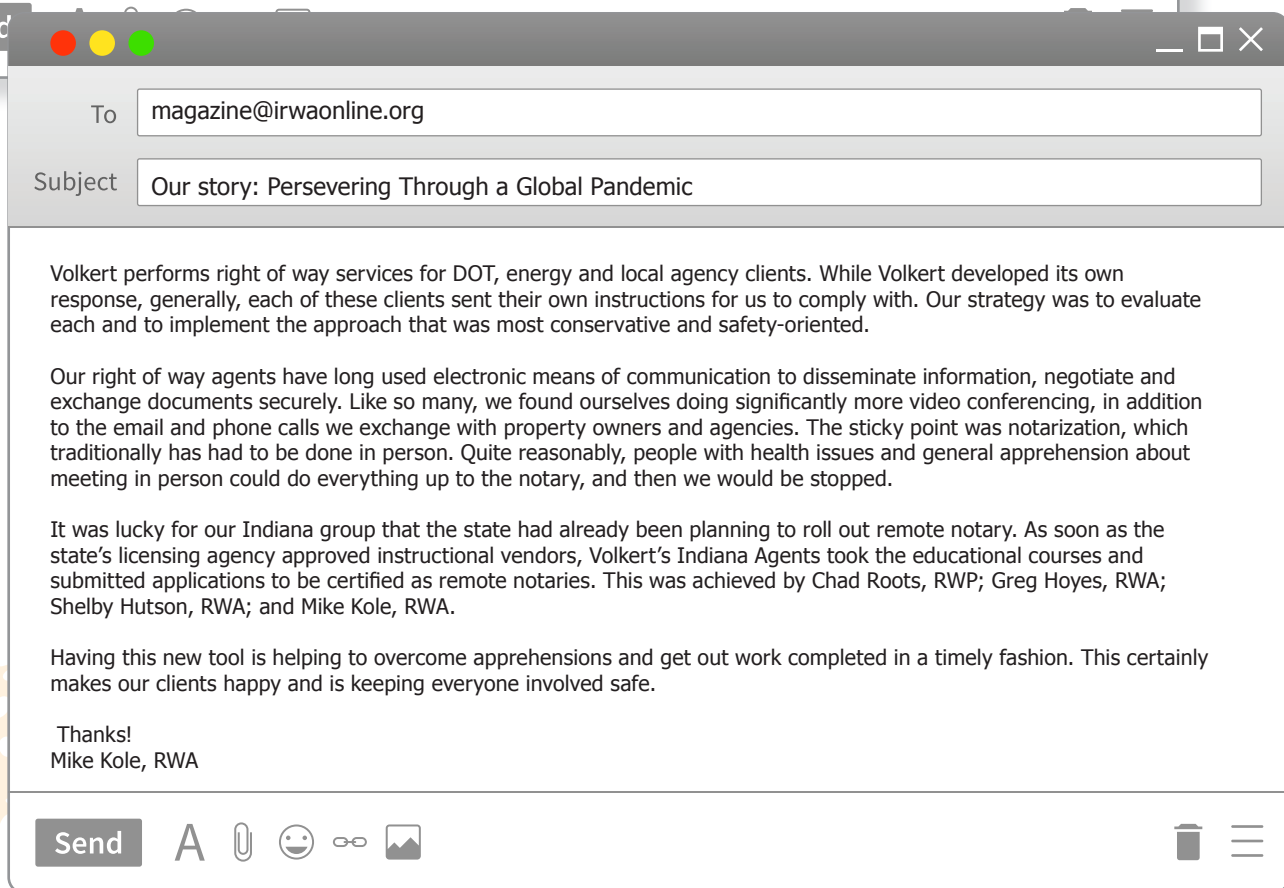 To magazine@irwaonline.org
Subject Our story: Persevering Through a Global Pandemic
Volkert performs right of way services for DOT, energy and local agency clients. While Volkert developed its own
response, generally, each of these clients sent their own instructions for us to comply with. Our strategy was to evaluate
each and to implement the approach that was most conservative and safety-oriented.
Our right of way agents have long used electronic means of communication to disseminate information, negotiate and
exchange documents securely. Like so many, we found ourselves doing significantly more video conferencing, in addition
to the email and phone calls we exchange with property owners and agencies. The sticky point was notarization, which
traditionally has had to be done in person. Quite reasonably, people with health issues and general apprehension about
meeting in person could do everything up to the notary, and then we would be stopped.
It was lucky for our Indiana group that the state had already been planning to roll out remote notary. As soon as the
state’s licensing agency approved instructional vendors, Volkert’s Indiana Agents took the educational courses and
submitted applications to be certified as remote notaries. This was achieved by Chad Roots, RWP; Greg Hoyes, RWA;
Shelby Hutson, RWA; and Mike Kole, RWA.
Having this new tool is helping to overcome apprehensions and get out work completed in a timely fashion. This certainly
makes our clients happy and is keeping everyone involved safe.
Thanks!
Mike Kole, RWA
Send A